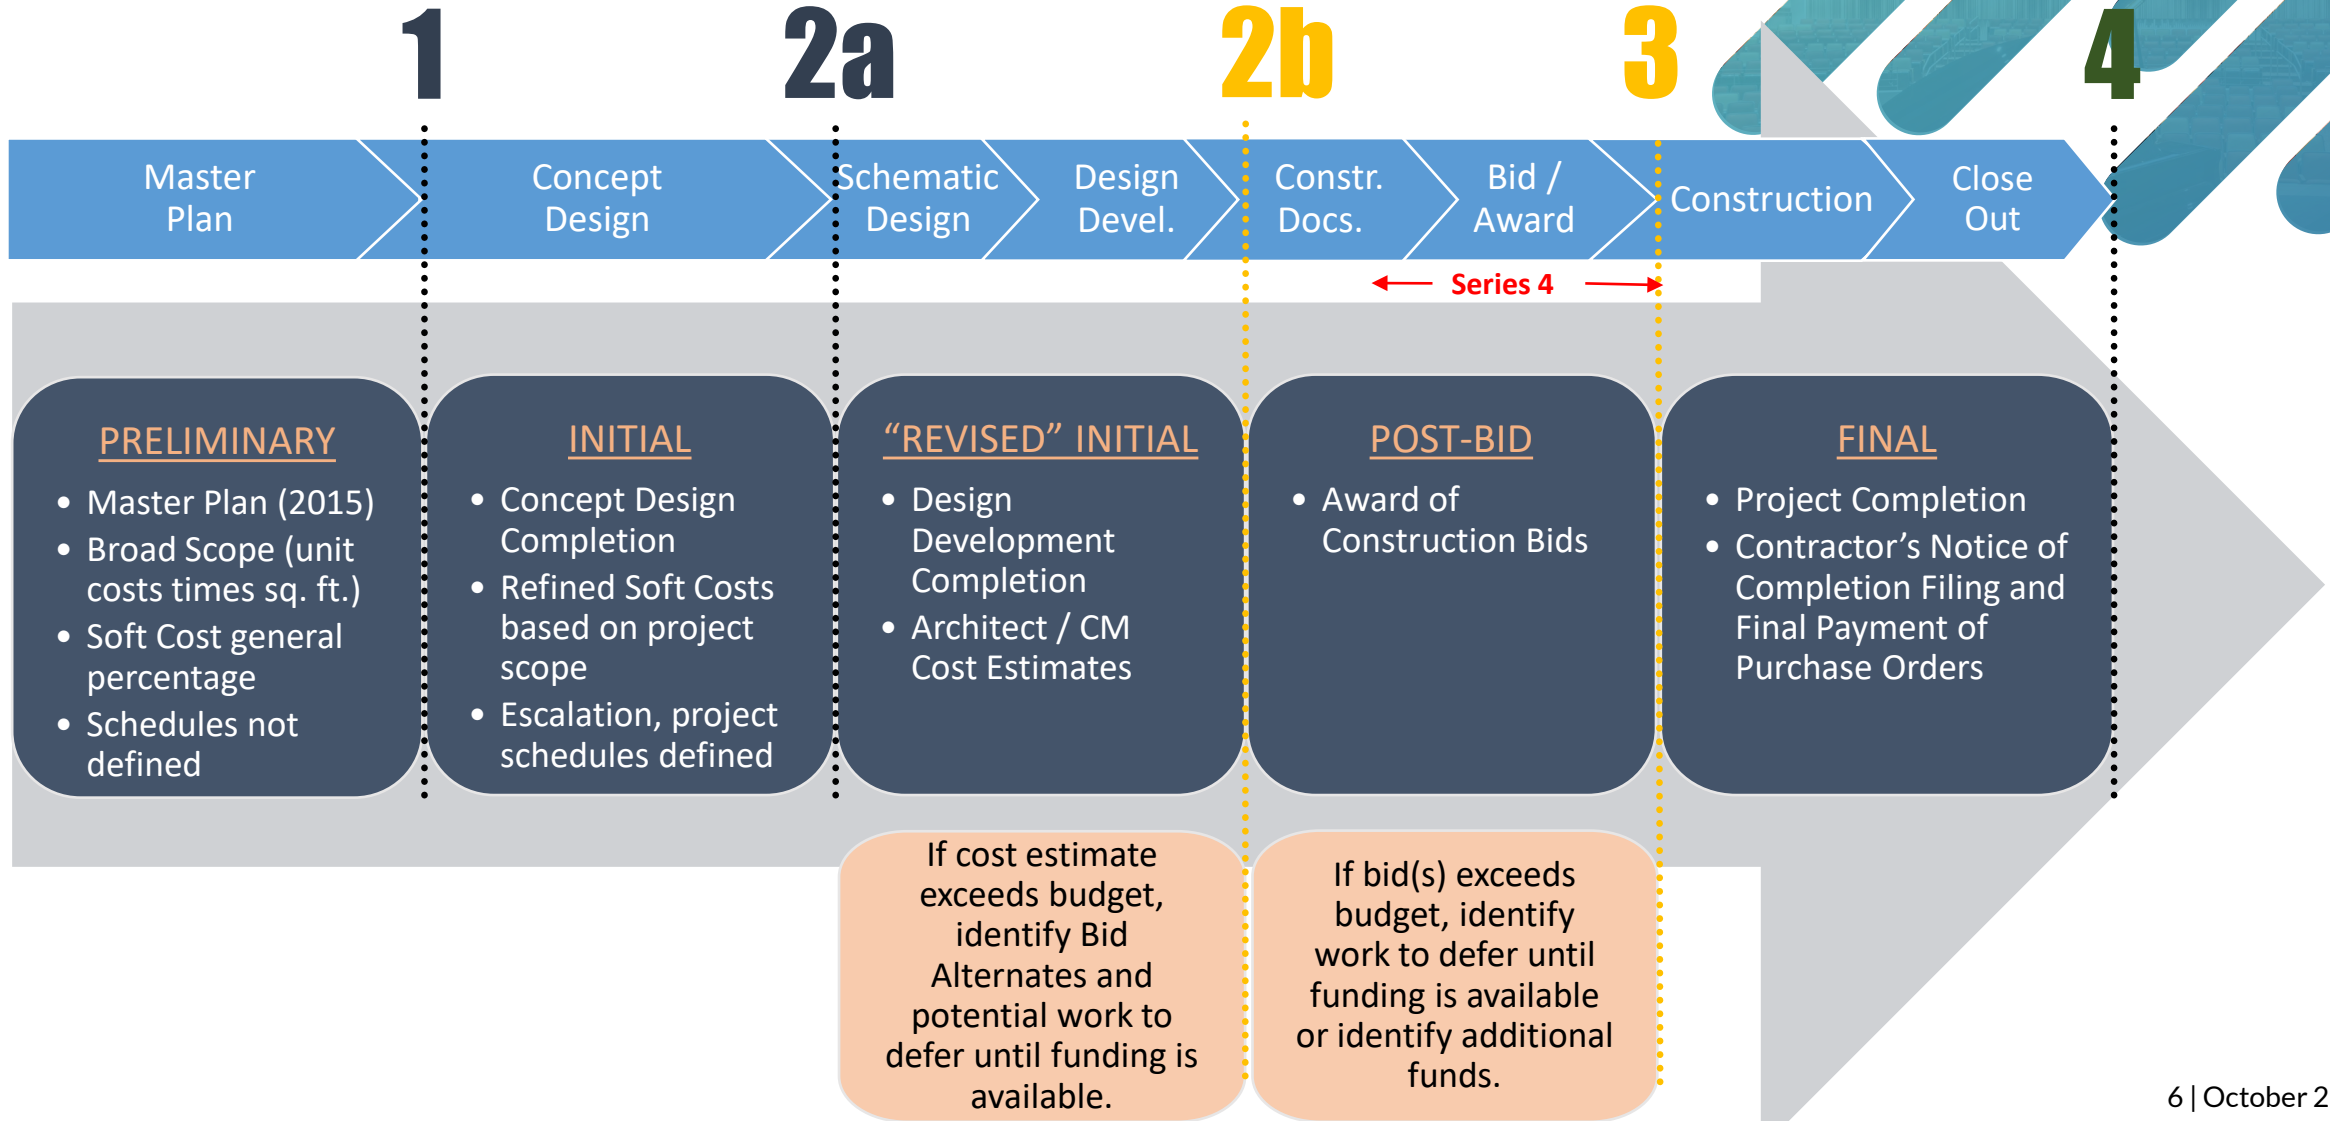 1
2a
2b
3
4
Master
Plan
Concept
Design
Schematic
Design
Design
Devel.
Constr.
Docs.
Bid /
Award
Construction
Close
Out
Series 4
PRELIMINARY
• Master Plan (2015)
• Broad Scope (unit
costs times sq. ft.)
• Soft Cost general
percentage
• Schedules not
defined
INITIAL
• Concept Design
Completion
• Refined Soft Costs
based on project
scope
• Escalation, project
schedules defined
“REVISED” INITIAL
• Design
Development
Completion
• Architect / CM
Cost Estimates
POST-BID
• Award of
Construction Bids
FINAL
• Project Completion
• Contractor’s Notice of
Completion Filing and
Final Payment of
Purchase Orders
If cost estimate
exceeds budget,
identify Bid
Alternates and
potential work to
defer until funding is
available.
If bid(s) exceeds
budget, identify
work to defer until
funding is available
or identify additional
funds.
6 | October 2